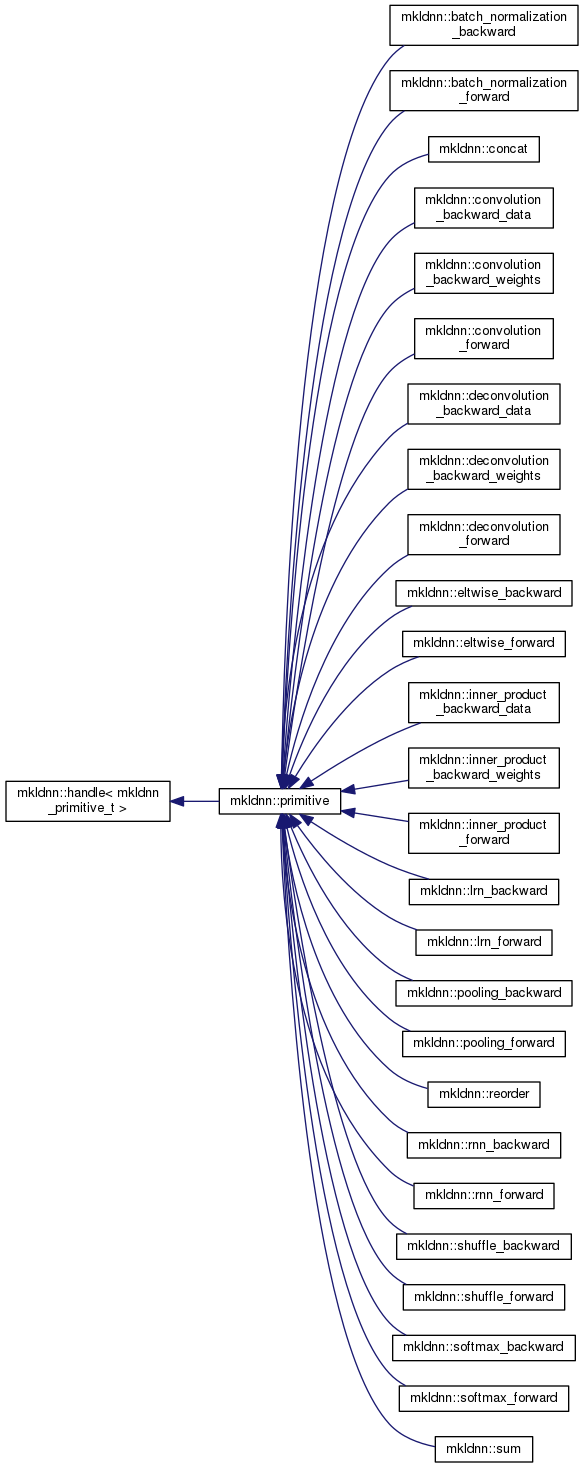 mkldnn::batch_normalization
_backward
mkldnn::batch_normalization
_forward
mkldnn::concat
mkldnn::convolution
_backward_data
mkldnn::convolution
_backward_weights
mkldnn::convolution
_forward
mkldnn::deconvolution
_backward_data
mkldnn::deconvolution
_backward_weights
mkldnn::deconvolution
_forward
mkldnn::eltwise_backward
mkldnn::eltwise_forward
mkldnn::inner_product
_backward_data
mkldnn::inner_product
_backward_weights
mkldnn::handle< mkldnn
_primitive_t >
mkldnn::primitive
mkldnn::inner_product
_forward
mkldnn::lrn_backward
mkldnn::lrn_forward
mkldnn::pooling_backward
mkldnn::pooling_forward
mkldnn::reorder
mkldnn::rnn_backward
mkldnn::rnn_forward
mkldnn::shuffle_backward
mkldnn::shuffle_forward
mkldnn::softmax_backward
mkldnn::softmax_forward
mkldnn::sum